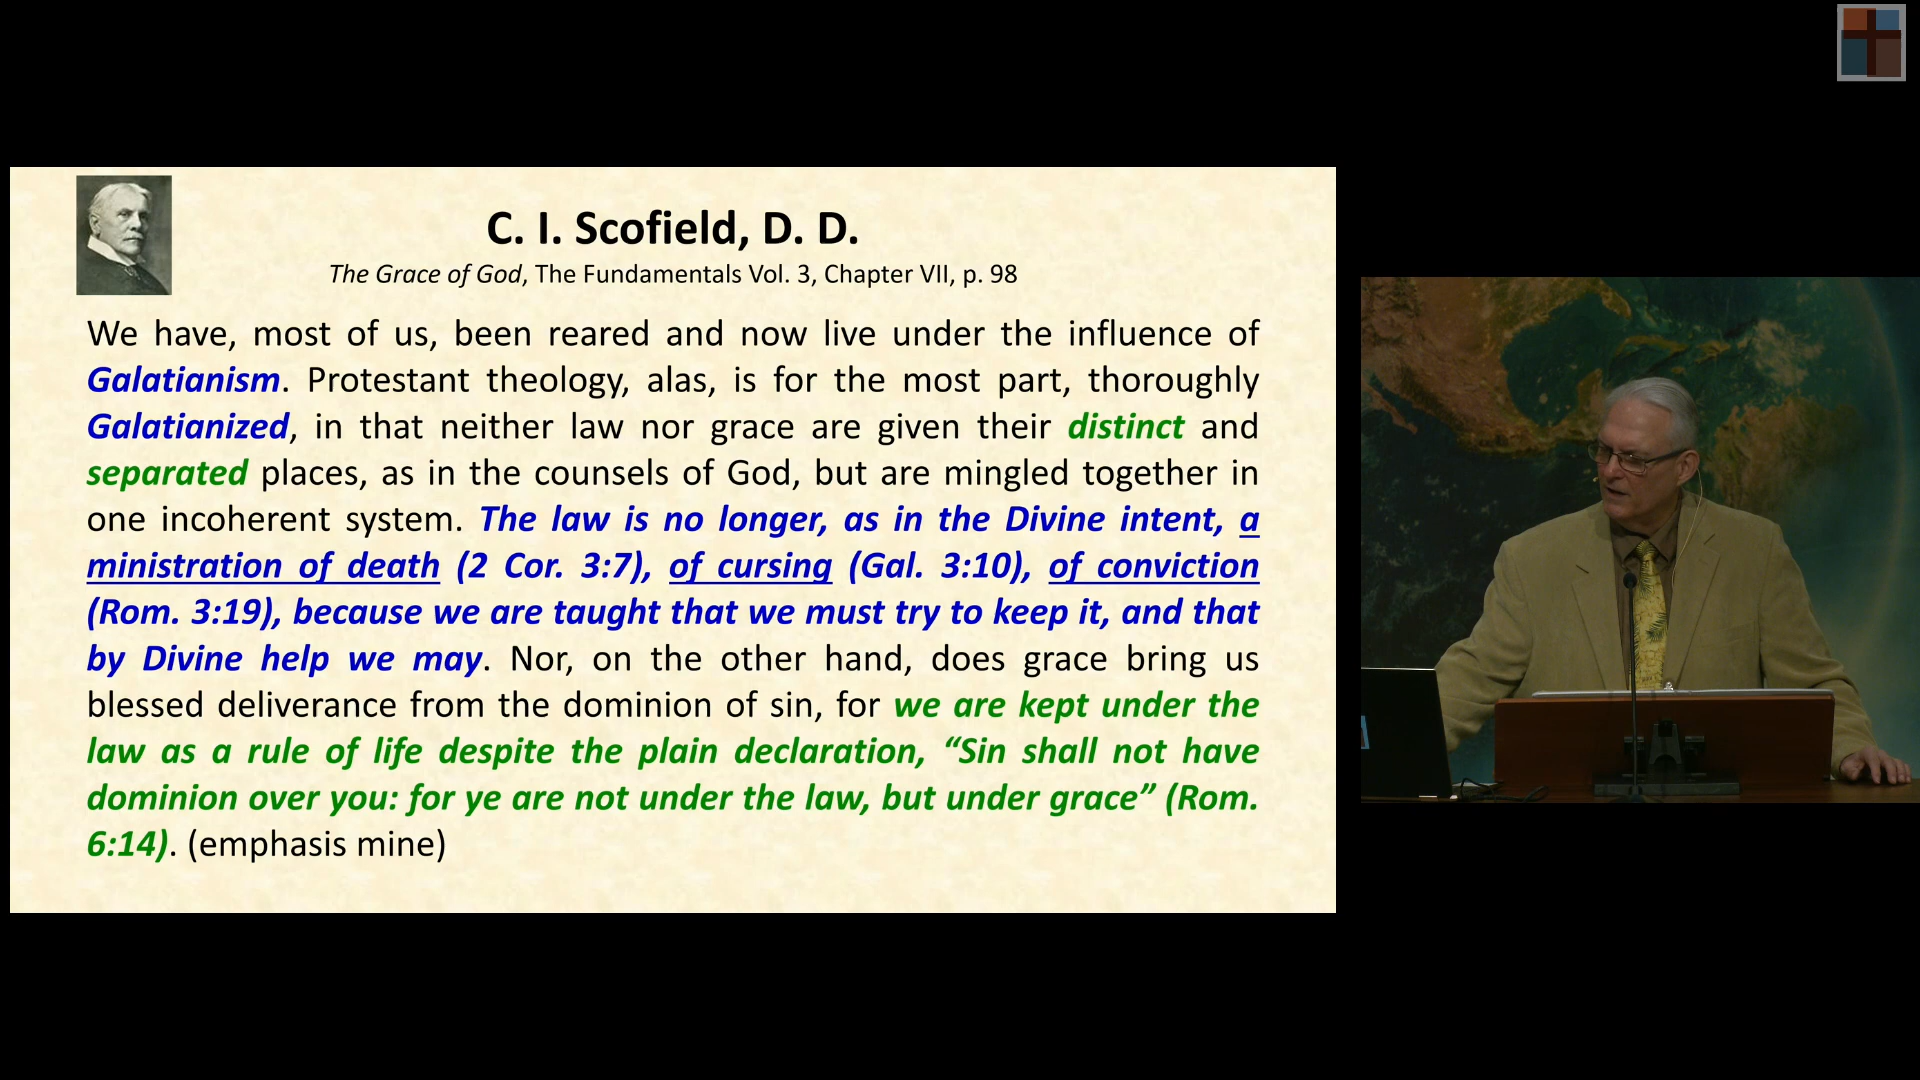 C. I. Scofield, D. D.
The Grace of God, The Fundamentals Vol. 3, Chapter VII, p. 98
We have, most of us, been reared and now live under the influence of
Galatianism. Protestant theology, alas, is for the most part, thoroughly
Galatianized, in that neither law nor grace are given their distinct and
separated places, as in the counsels of God, but are mingled together in
one incoherent system. The law is no longer, as in the Divine intent, a
ministration of death (2 Cor. 3:7), of cursing (Gal. 3:10), of conviction
(Rom. 3:19), because we are taught that we must try to keep it, and that
by Divine help we may. Nor, on the other hand, does grace bring us
blessed deliverance from the dominion of sin, for we are kept under the
law as a rule of life despite the plain declaration, “Sin shall not have
dominion over you: for ye are not under the law, but under grace” (Rom.
6:14). (emphasis mine)